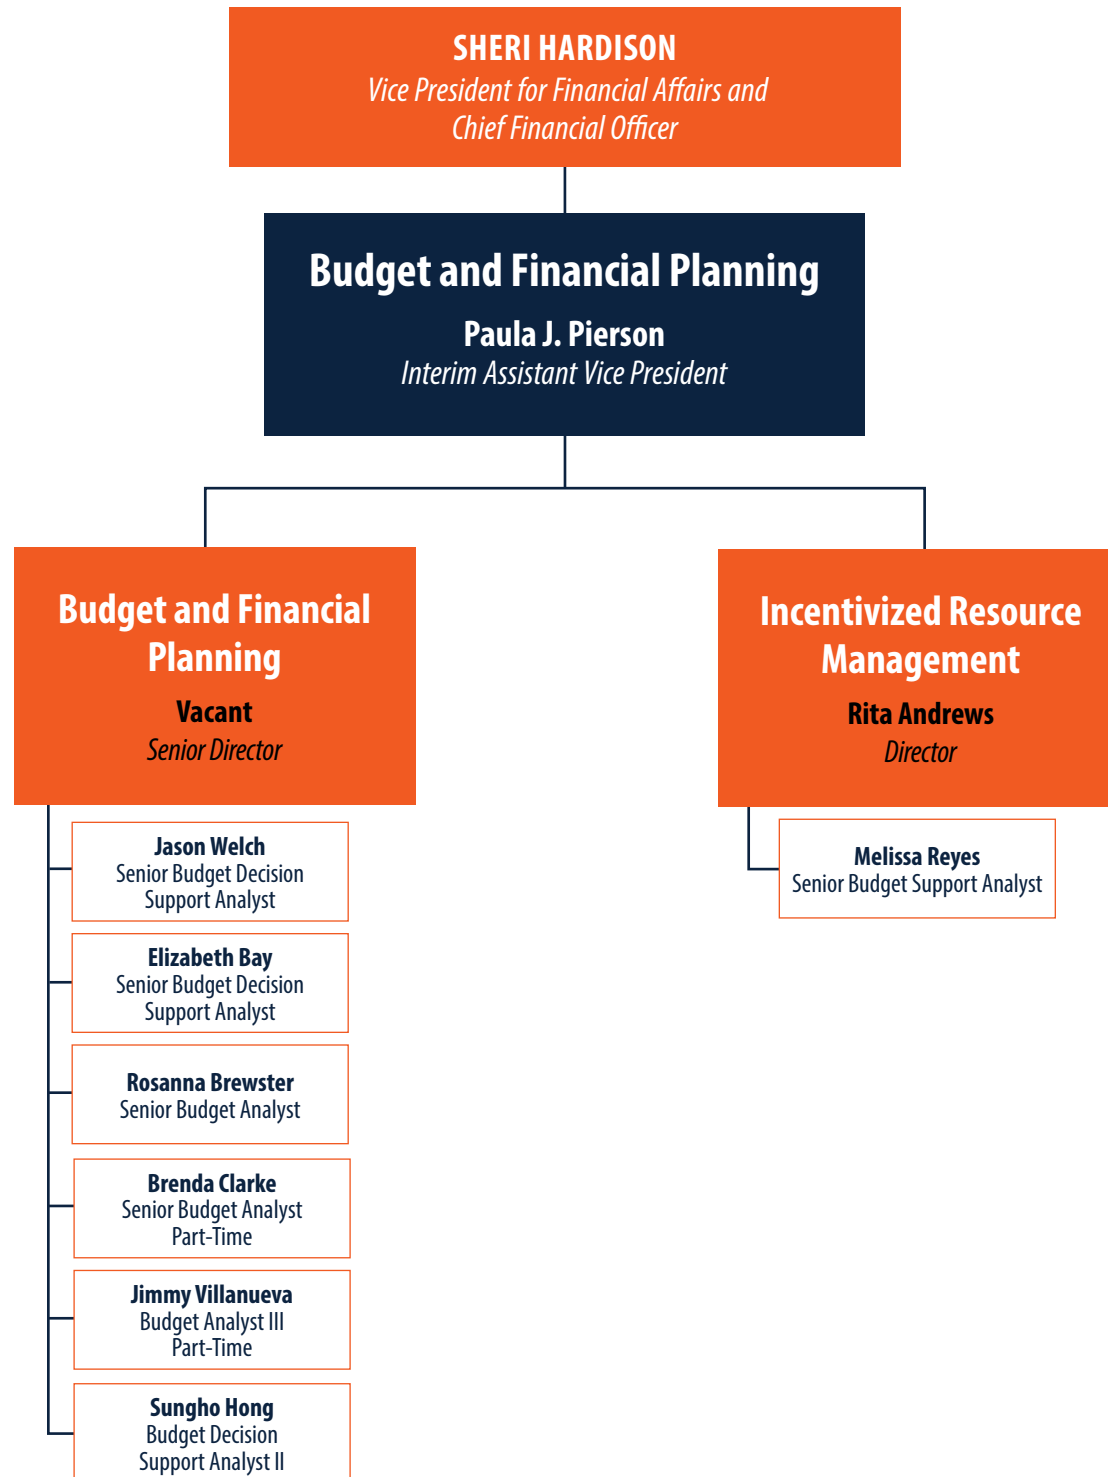 SHERI HARDISON
Vice President for Financial Affairs and
Chief Financial Officer
Budget and Financial Planning
Paula J. Pierson
Interim Assistant Vice President
Budget and Financial
Planning
Vacant
Senior Director
Jason Welch
Senior Budget Decision
Support Analyst
Elizabeth Bay
Senior Budget Decision
Support Analyst
Rosanna Brewster
Senior Budget Analyst
Brenda Clarke
Senior Budget Analyst
Part-Time
Jimmy Villanueva
Budget Analyst III
Part-Time
Sungho Hong
Budget Decision
Support Analyst II
Incentivized Resource
Management
Rita Andrews
Director
Melissa Reyes
Senior Budget Support Analyst